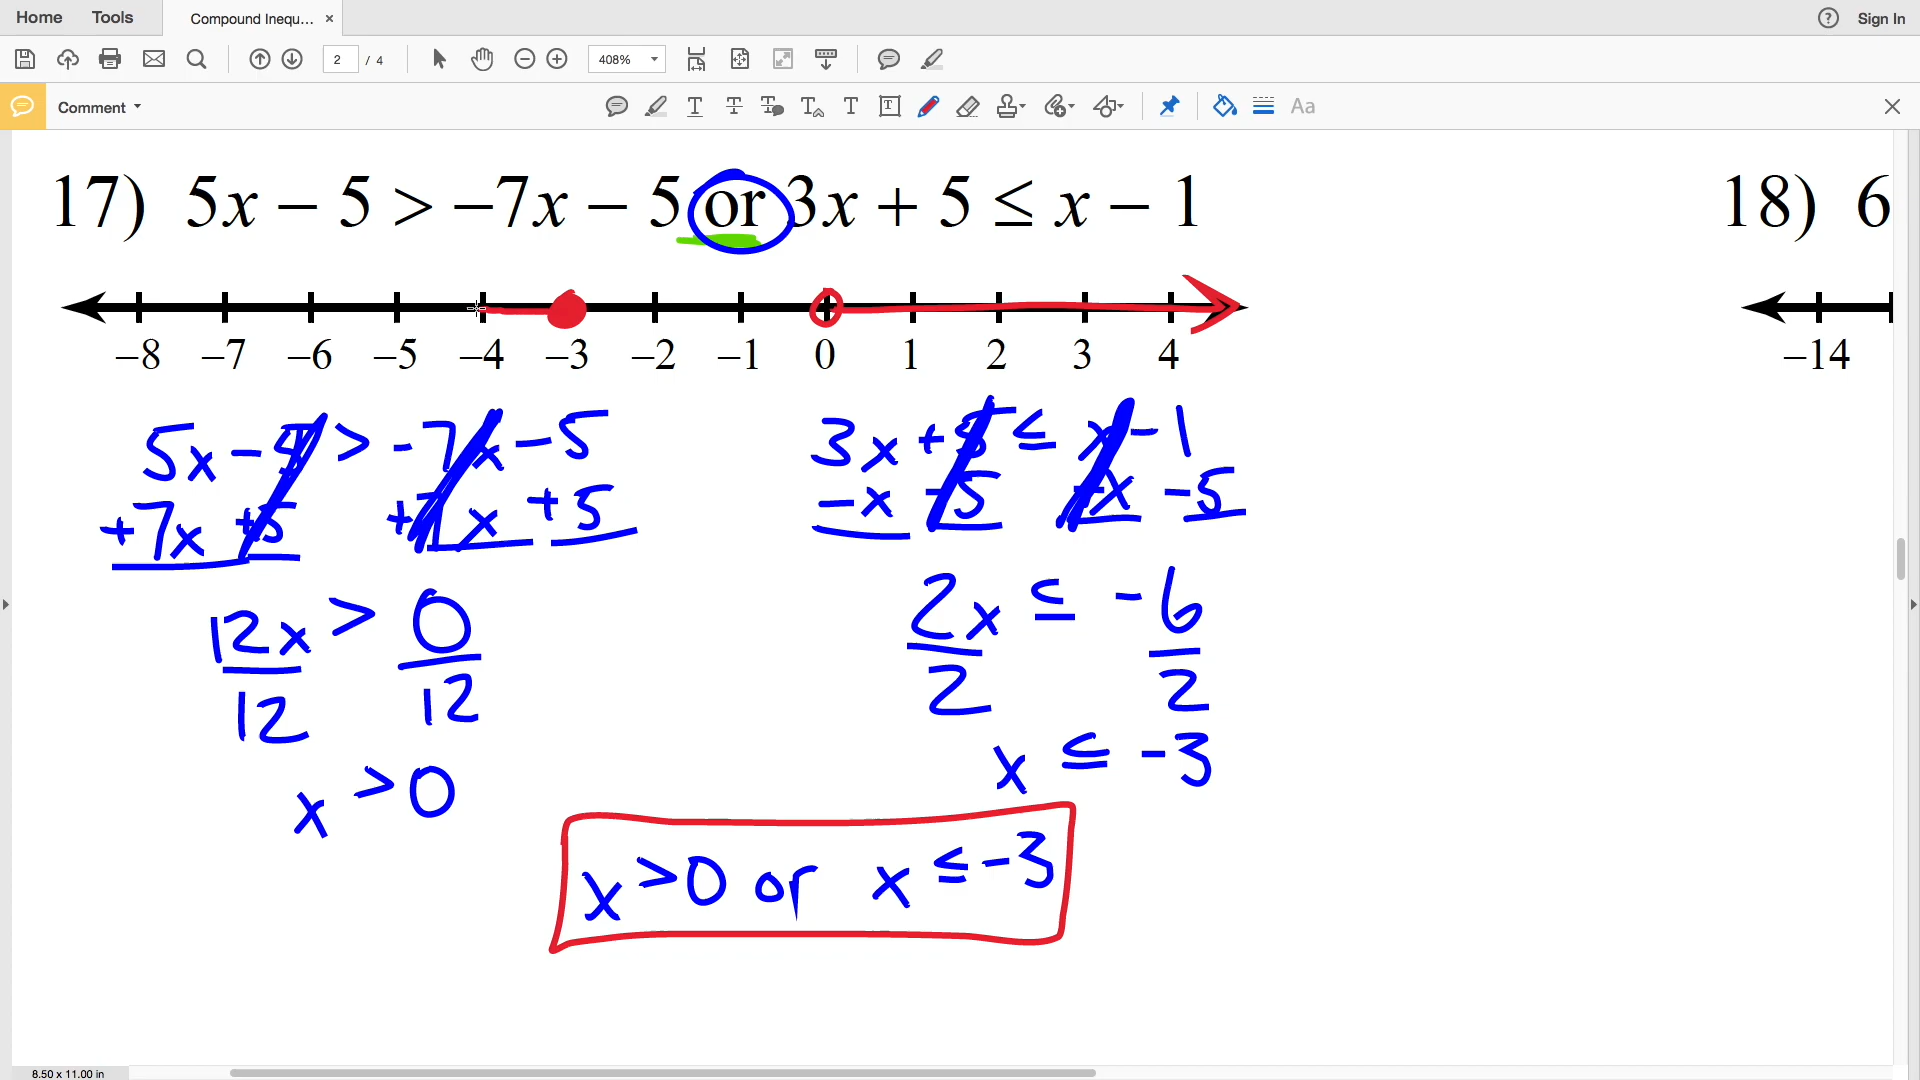 Home Tools Compound Inequ... × ? Sign In
2 / 4 408%
Comment T T T T T T Aa
17) 5x − 5 > −7x − 5 or 3x + 5 ≤ x − 1
18) 6
−8 −7 −6 −5 −4 −3 −2 −1 0 1 2 3 4
−14
5x - 5 > -7x - 5
+7x +5 +7x +5
12x > 0
12 12
x > 0
3x + 5 ≤ x - 1
-x -5 -x -5
2x ≤ -6
2 2
x ≤ -3
x > 0 or x ≤ -3
8.50 x 11.00 in